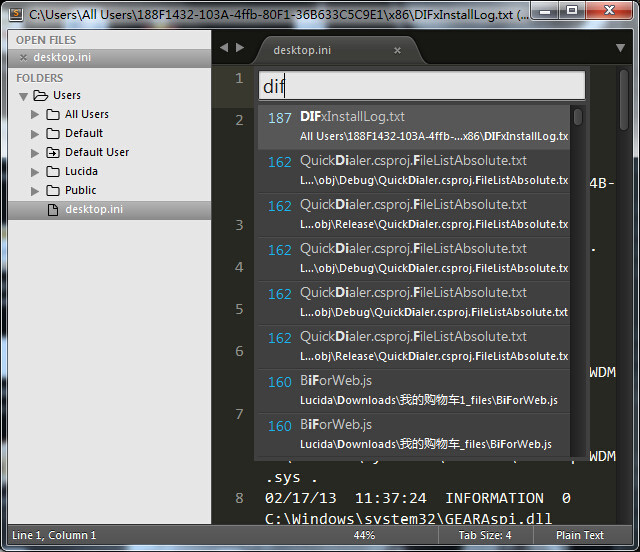 C:\Users\All Users\188F1432-103A-4ffb-80F1-36B633C5C9E1\x86\DIFxInstallLog.txt (...
OPEN FILES
desktop.ini
FOLDERS
Users
All Users
Default
Default User
Lucida
Public
desktop.ini
desktop.ini
dif
187 DIFxInstallLog.txt
All Users\188F1432-103A-4ffb-...x86\DIFxInstallLog.tx
162 QuickDialer.csproj.FileListAbsolute.txt
L...\obj\Debug\QuickDialer.csproj.FileListAbsolute.txt
162 QuickDialer.csproj.FileListAbsolute.txt
L...obj\Release\QuickDialer.csproj.FileListAbsolute.tx
162 QuickDialer.csproj.FileListAbsolute.txt
L...\obj\Debug\QuickDialer.csproj.FileListAbsolute.txt
162 QuickDialer.csproj.FileListAbsolute.txt
L...obj\Debug\QuickDialer.csproj.FileListAbsolute.txt
162 QuickDialer.csproj.FileListAbsolute.txt
L...obj\Release\QuickDialer.csproj.FileListAbsolute.tx
160 BiForWeb.js
Lucida\Downloads\我的购物车1_files\BiForWeb.js
160 BiForWeb.js
Lucida\Downloads\我的购物车_files\BiForWeb.js
1
2
4B-
3
4
5
6
WDM
7
WDM
.sys .
8 02/17/13 11:37:24 INFORMATION 0
C:\Windows\system32\GEARAspi.dll
Line 1, Column 1
44%
Tab Size: 4
Plain Text